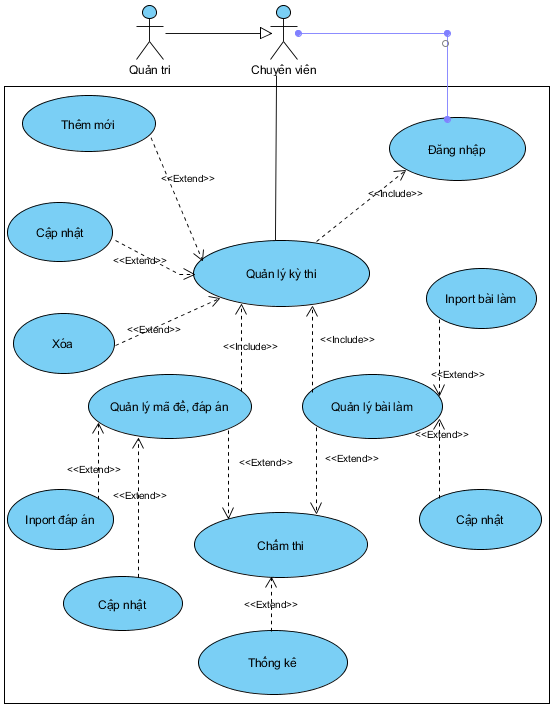 Quản trị
Chuyên viên
Thêm mới
Đăng nhập
<<Extend>>
<<Include>>
Cập nhật
<<Extend>>
Quản lý kỳ thi
Inport bài làm
Xóa
<<Extend>>
<<Include>>
<<Include>>
<<Extend>>
Quản lý mã đề, đáp án
Quản lý bài làm
<<Extend>>
<<Extend>>
<<Extend>>
<<Extend>>
<<Extend>>
Inport đáp án
Cập nhật
Chấm thi
Cập nhật
<<Extend>>
Thống kê